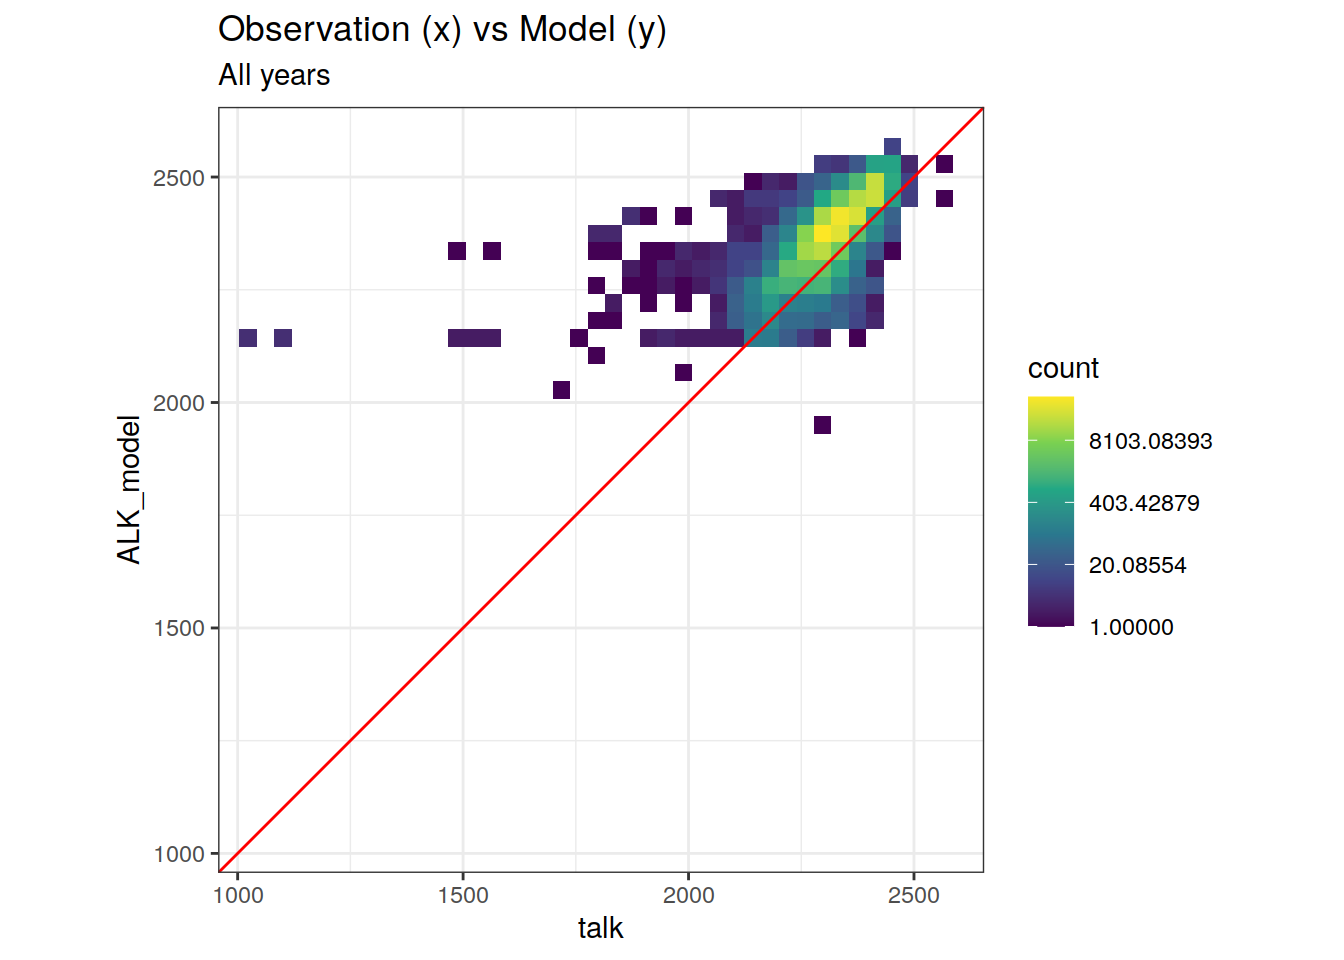 Observation (x) vs Model (y)
All years
2500
2000
1500
1000
ALK_model
1000 1500 2000 2500
talk
count
8103.08393
403.42879
20.08554
1.00000